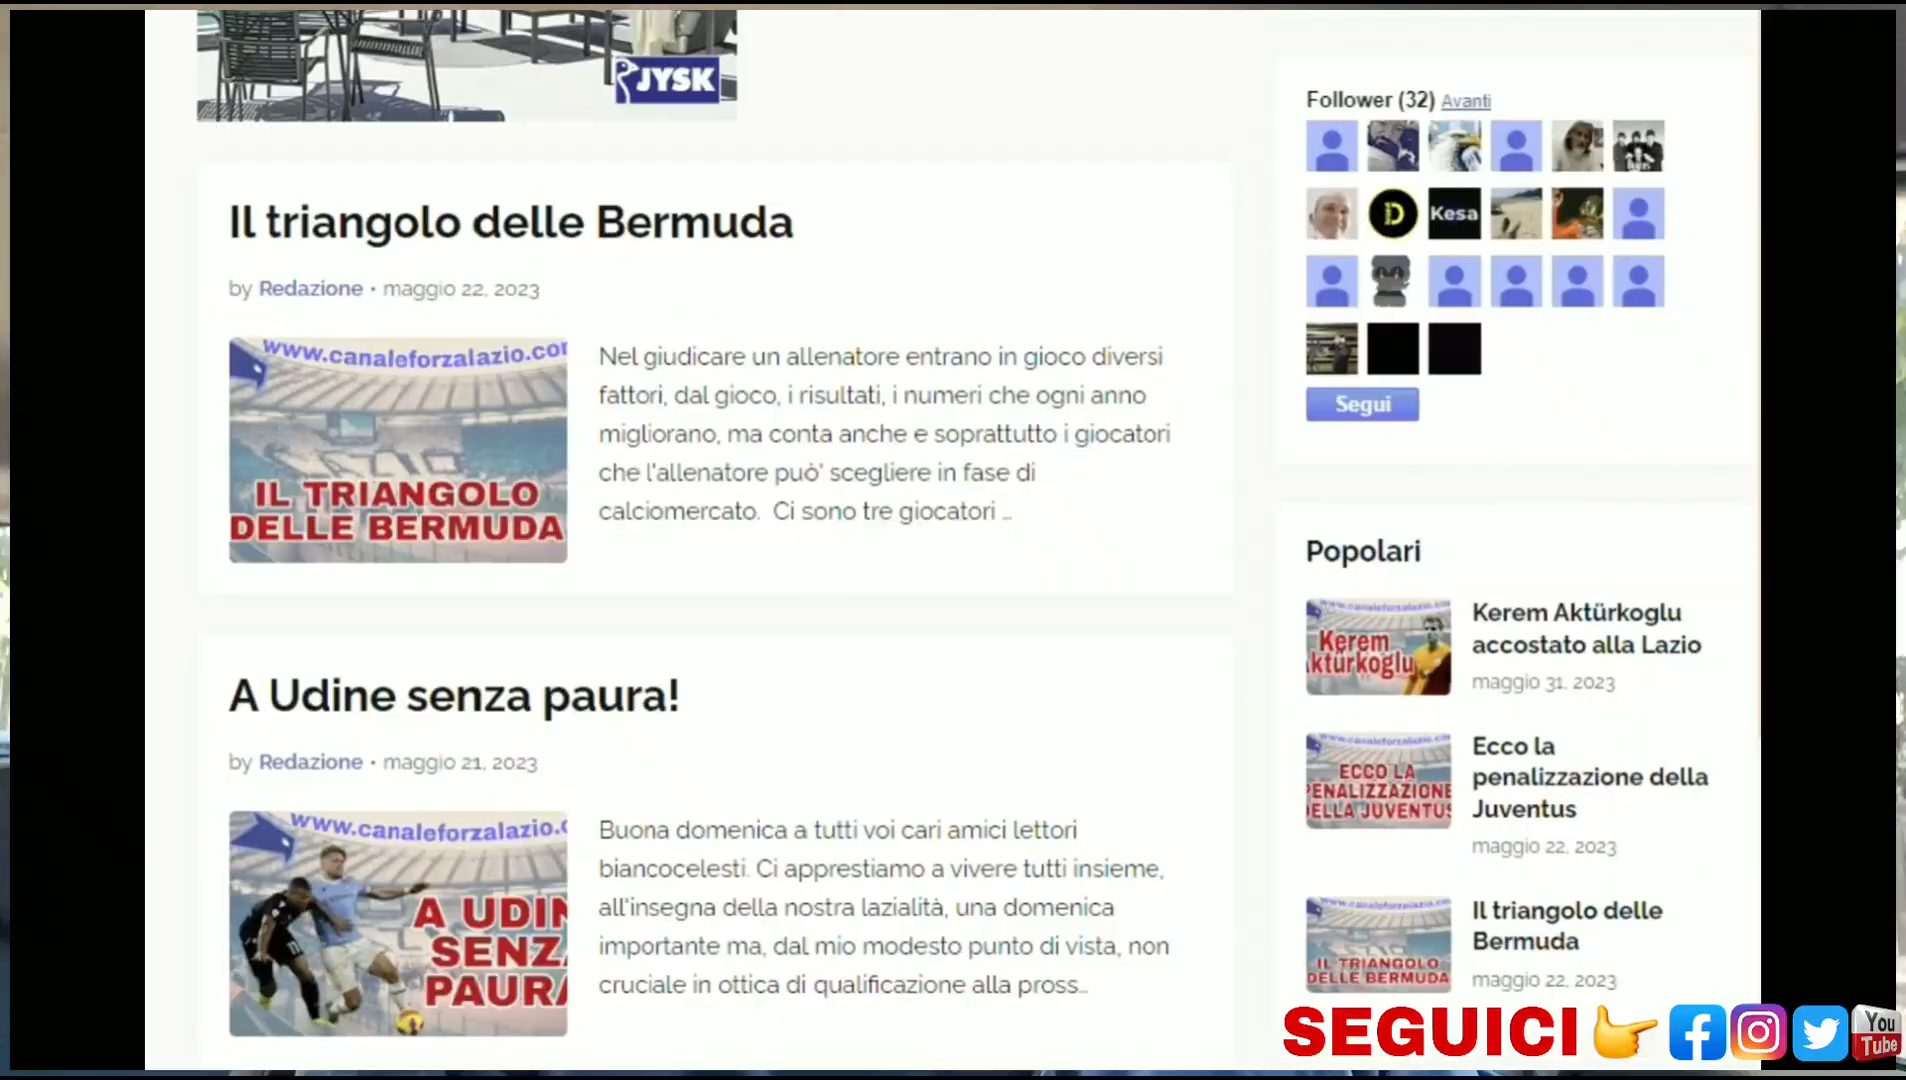 JYSK
Il triangolo delle Bermuda
by Redazione • maggio 22, 2023
www.canaleforzalazio.co
IL TRIANGOLO
DELLE BERMUDA
Nel giudicare un allenatore entrano in gioco diversi
fattori, dal gioco, i risultati, i numeri che ogni anno
migliorano, ma conta anche e soprattutto i giocatori
che l'allenatore può' scegliere in fase di
calciomercato. Ci sono tre giocatori ...
A Udine senza paura!
by Redazione • maggio 21, 2023
www.canaleforzalazio.
A UDIN
SENZ
PAURA
Buona domenica a tutti voi cari amici lettori
biancocelesti. Ci apprestiamo a vivere tutti insieme,
all'insegna della nostra lazialità, una domenica
importante ma, dal mio modesto punto di vista, non
cruciale in ottica di qualificazione alla pross...
Follower (32) Avanti
Kesa
Segui
Popolari
Kerem
ktürkoglu
Kerem Aktürkoglu
accostato alla Lazio
maggio 31, 2023
ECCO LA
PENALIZZAZIONE
DELLA JUVENTUS
Ecco la
penalizzazione della
Juventus
maggio 22, 2023
IL TRIANGOLO
DELLE BERMUDA
Il triangolo delle
Bermuda
maggio 22, 2023
SEGUICI
You
Tube